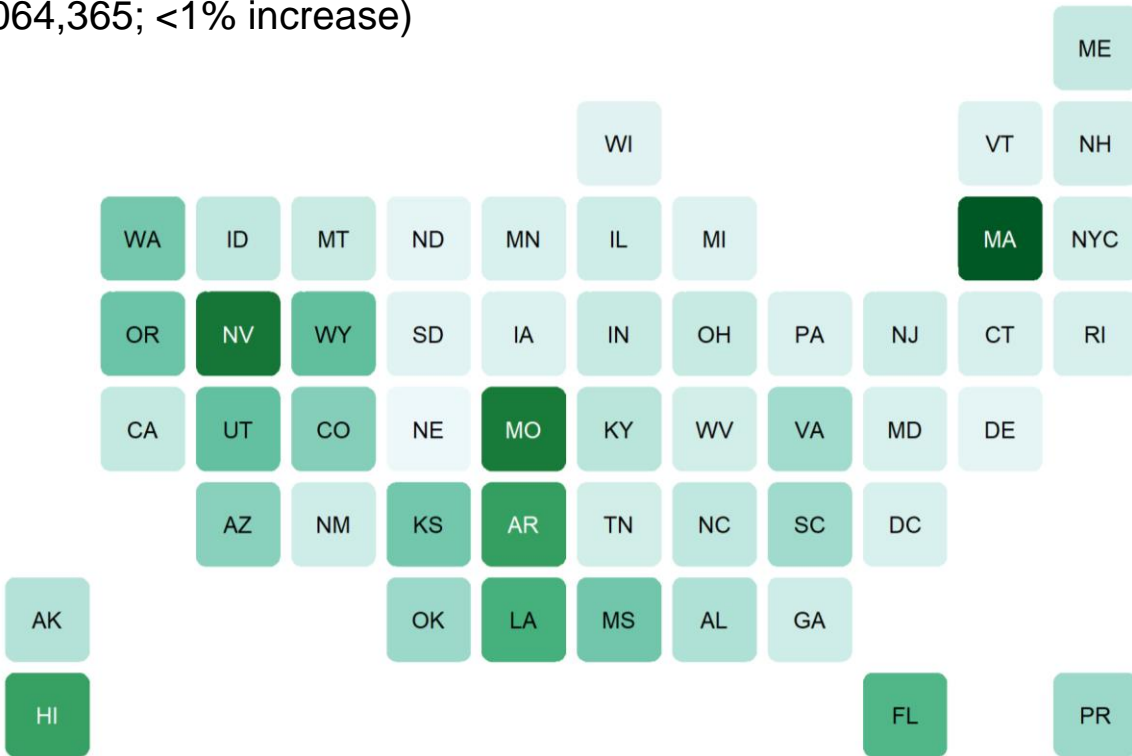 064,365; <1% increase)
ME
WI VT NH
WA ID MT ND MN IL MI MA NYC
OR NV WY SD IA IN OH PA NJ CT RI
CA UT CO NE MO KY WV VA MD DE
AZ NM KS AR TN NC SC DC
AK OK LA MS AL GA
HI FL PR